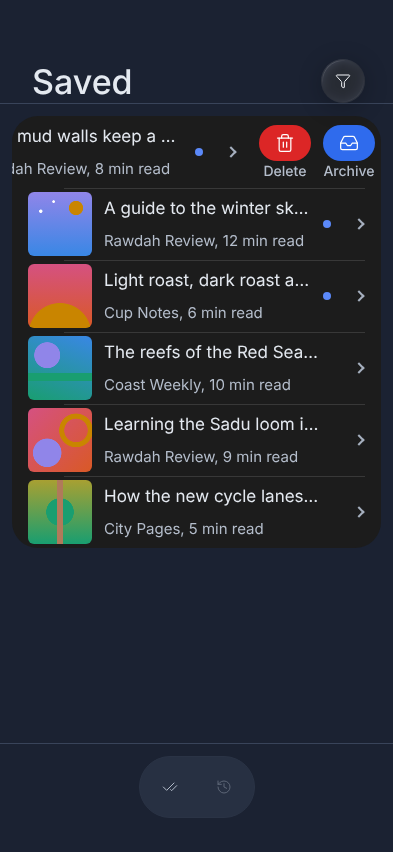 Saved
mud walls keep a ...
dah Review, 8 min read
Delete
Archive
A guide to the winter sk...
Rawdah Review, 12 min read
Light roast, dark roast a...
Cup Notes, 6 min read
The reefs of the Red Sea...
Coast Weekly, 10 min read
Learning the Sadu loom i...
Rawdah Review, 9 min read
How the new cycle lanes...
City Pages, 5 min read